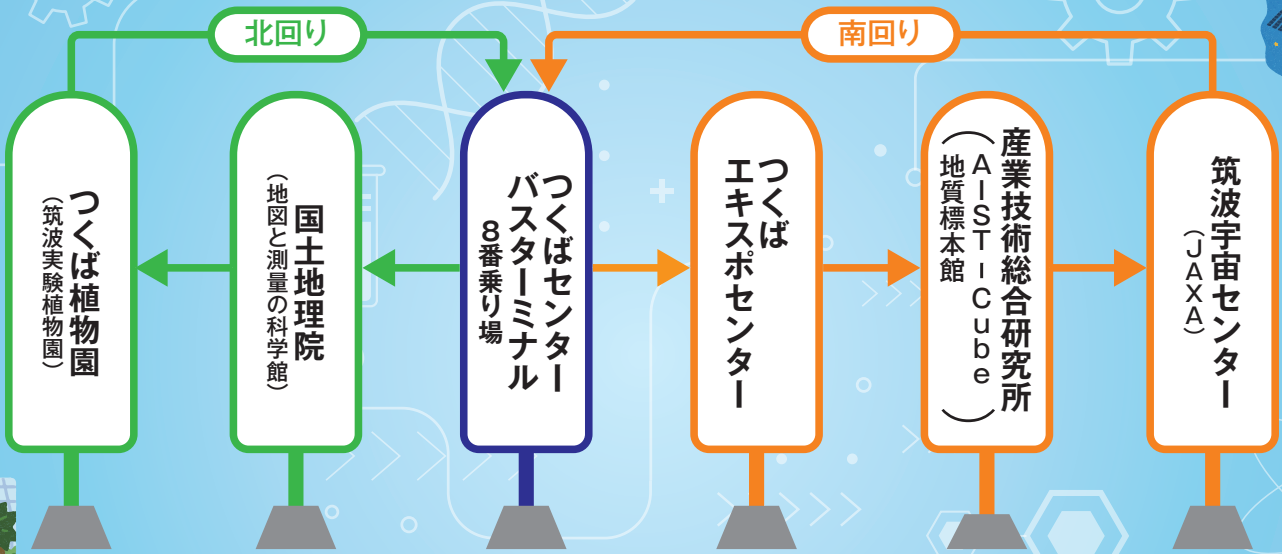 北回り
南回り
つくば植物園
（筑波実験植物園）
国土地理院
（地図と測量の科学館）
つくばセンター
バスターミナル
8番乗り場
つくば
エキスポセンター
産業技術総合研究所
（AIST-Cube
地質標本館）
筑波宇宙センター
（JAXA）